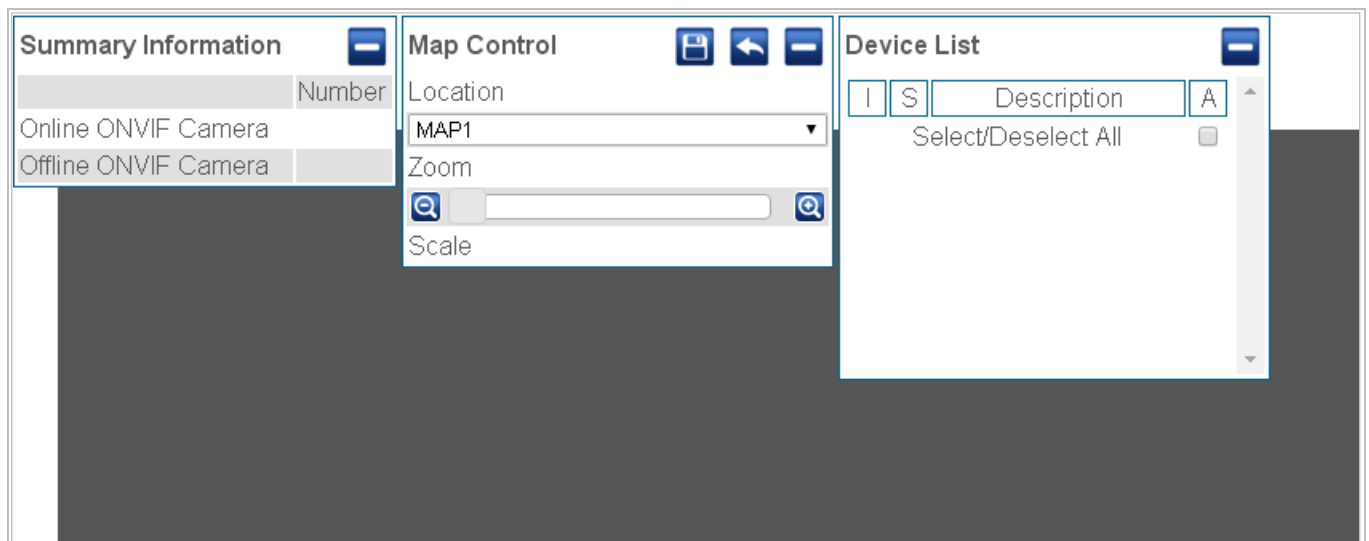 Summary Information
Number
Online ONVIF Camera
Offline ONVIF Camera
Map Control
Location
MAP1
Zoom
Scale
Device List
I S Description A
Select/Deselect All